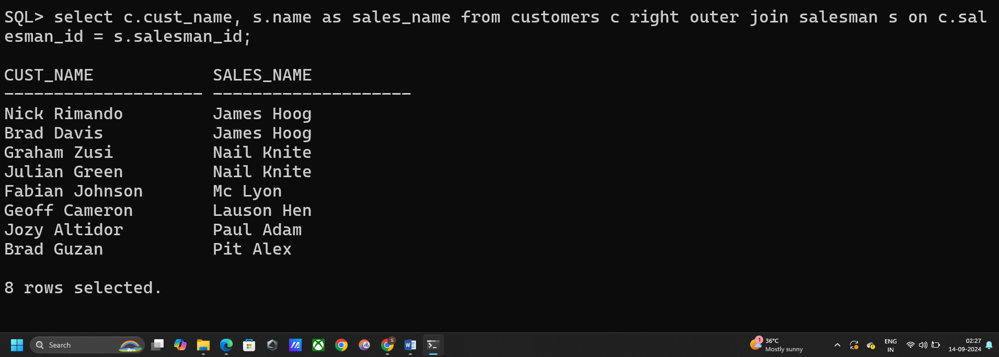 SQL> select c.cust_name, s.name as sales_name from customers c right outer join salesman s on c.sal
esman_id = s.salesman_id;
CUST_NAME            SALES_NAME
-------------------- --------------------
Nick Rimando         James Hoog
Brad Davis           James Hoog
Graham Zusi          Nail Knite
Julian Green         Nail Knite
Fabian Johnson       Mc Lyon
Geoff Cameron        Lauson Hen
Jozy Altidor         Paul Adam
Brad Guzan           Pit Alex
8 rows selected.
Search
S
W
1
36°C
Mostly sunny
ENG
IN
02:27
14-09-2024